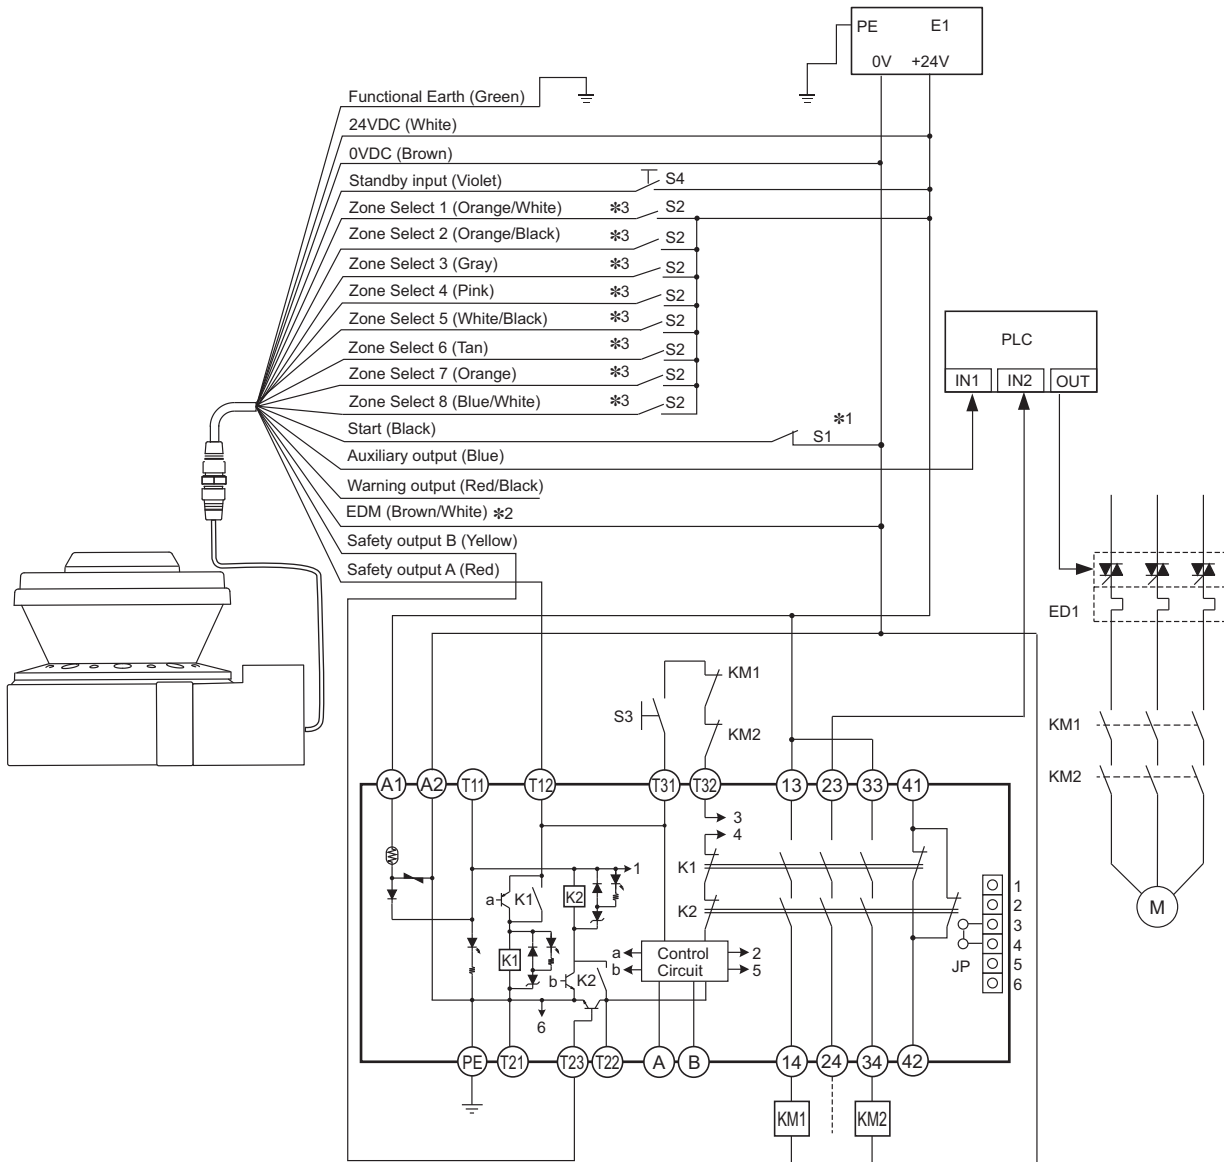 PE E1
0V +24V
Functional Earth (Green)
24VDC (White)
0VDC (Brown)
Standby input (Violet) S4
Zone Select 1 (Orange/White) ✻3 S2
Zone Select 2 (Orange/Black) ✻3 S2
Zone Select 3 (Gray) ✻3 S2
Zone Select 4 (Pink) ✻3 S2
Zone Select 5 (White/Black) ✻3 S2
Zone Select 6 (Tan) ✻3 S2
Zone Select 7 (Orange) ✻3 S2
Zone Select 8 (Blue/White) ✻3 S2
Start (Black) S1 ✻1
Auxiliary output (Blue)
Warning output (Red/Black)
EDM (Brown/White) ✻2
Safety output B (Yellow)
Safety output A (Red)
PLC
IN1 IN2 OUT
ED1
KM1
KM2
M
S3
KM1
KM2
A1 A2 T11 T12 T31 T32 13 23 33 41
3
4
1
K1
K2
a K1 K2
K1
b K2
6
a
b
Control
Circuit
2
5
JP
1
2
3
4
5
6
PE T21 T23 T22 A B 14 24 34 42
KM1 KM2